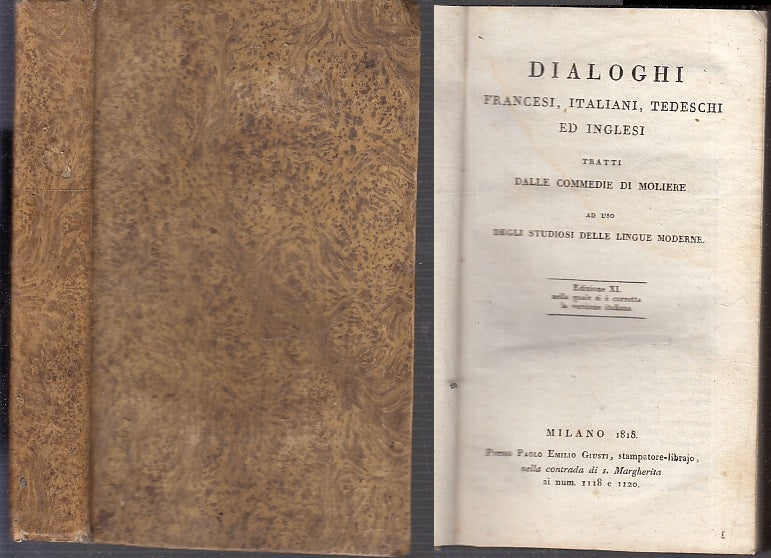 DIALOGHI
FRANCESI, ITALIANI, TEDESCHI
ED INGLESI
TRATTI
DALLE COMMEDIE DI MOLIERE
AD USO
DEGLI STUDIOSI DELLE LINGUE MODERNE.
Edizione XI.
nella quale si è corretta
la versione italiana.
MILANO 1818.
Presso PAOLO EMILIO GIUSTI, stampatore-librajo,
nella contrada di s. Margherita
ai num. 1118 e 1120.